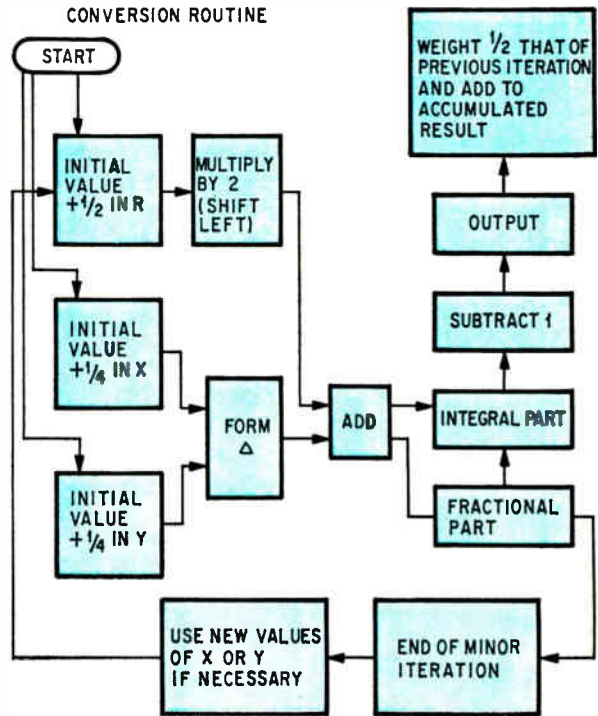 CONVERSION ROUTINE
START
INITIAL
VALUE
+1/2 IN R
MULTIPLY
BY 2
(SHIFT
LEFT)
WEIGHT 1/2 THAT OF
PREVIOUS ITERATION
AND ADD TO
ACCUMULATED
RESULT
OUTPUT
SUBTRACT 1
INITIAL
VALUE
+1/4 IN X
FORM
Δ
ADD
INTEGRAL PART
INITIAL
VALUE
+1/4 IN Y
FRACTIONAL
PART
USE NEW VALUES
OF X OR Y
IF NECESSARY
END OF MINOR
ITERATION